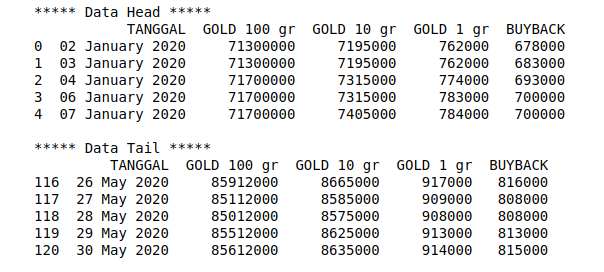 ***** Data Head *****
TANGGAL GOLD 100 gr GOLD 10 gr GOLD 1 gr BUYBACK
0 02 January 2020 71300000 7195000 762000 678000
1 03 January 2020 71300000 7195000 762000 683000
2 04 January 2020 71700000 7315000 774000 693000
3 06 January 2020 71700000 7315000 783000 700000
4 07 January 2020 71700000 7405000 784000 700000
***** Data Tail *****
TANGGAL GOLD 100 gr GOLD 10 gr GOLD 1 gr BUYBACK
116 26 May 2020 85912000 8665000 917000 816000
117 27 May 2020 85112000 8585000 909000 808000
118 28 May 2020 85012000 8575000 908000 808000
119 29 May 2020 85512000 8625000 913000 813000
120 30 May 2020 85612000 8635000 914000 815000